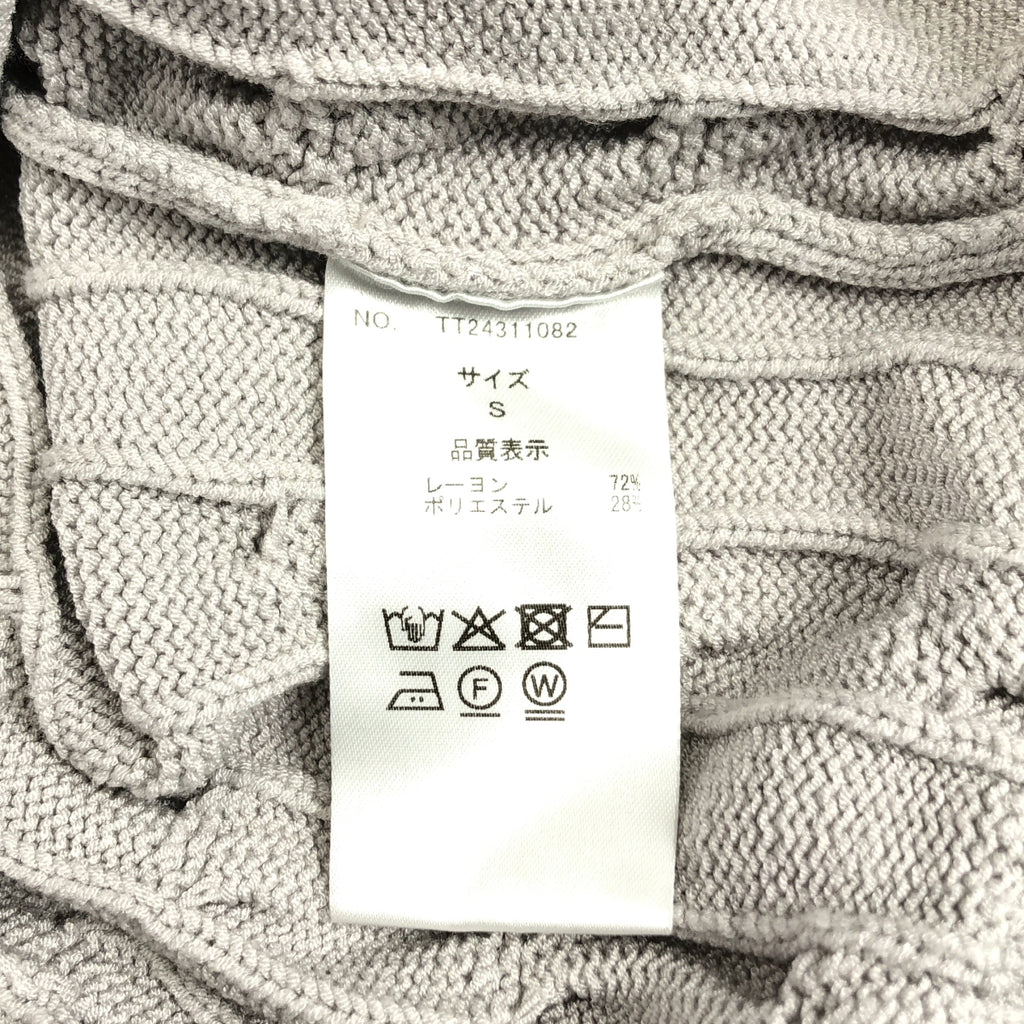 NO. TT24311082
サイズ
S
品質表示
レーヨン 72%
ポリエステル 28%
F W